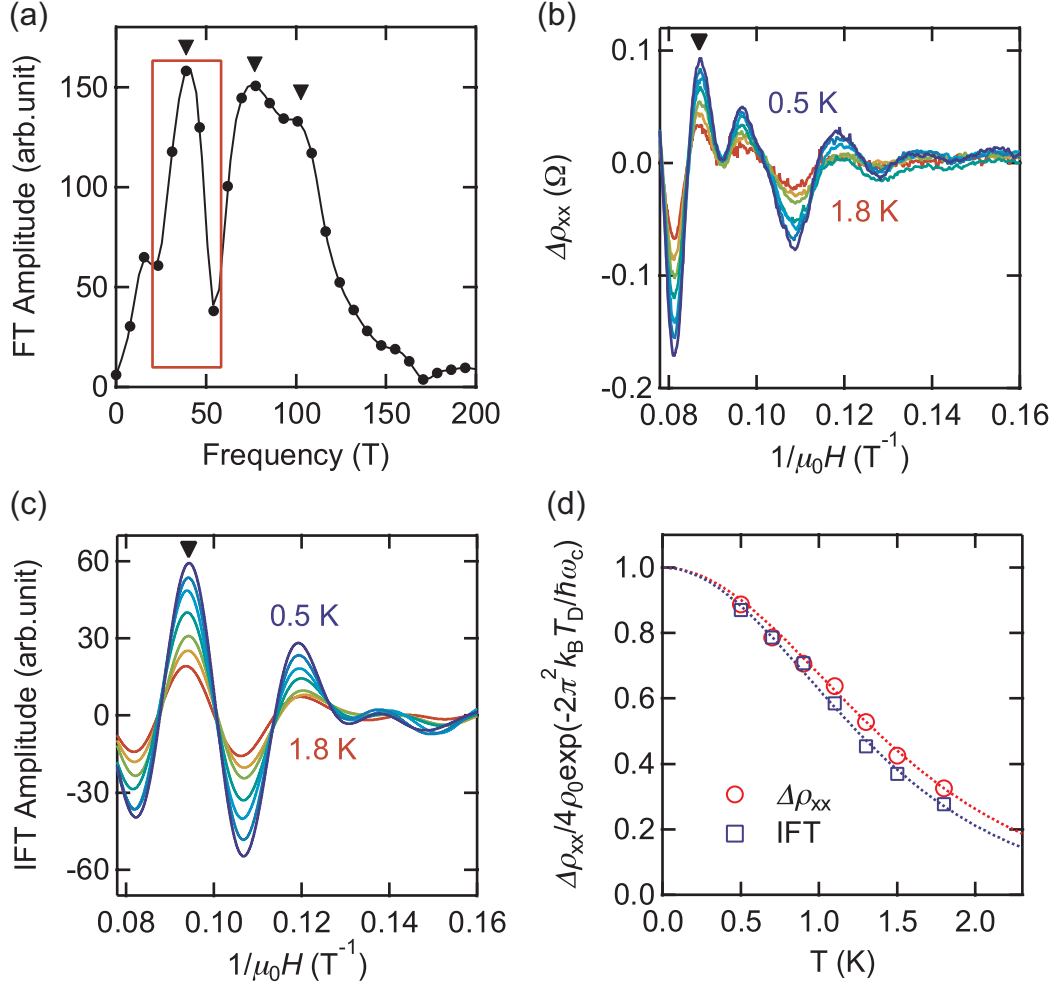 (a)
FT Amplitude (arb.unit)
150
100
50
0
0
50
100
150
200
Frequency (T)
(b)
Δρxx (Ω)
0.1
0.0
-0.1
-0.2
0.5 K
1.8 K
0.08
0.10
0.12
0.14
0.16
1/μ₀H (T⁻¹)
(c)
IFT Amplitude (arb.unit)
60
30
0
-30
-60
0.5 K
1.8 K
0.08
0.10
0.12
0.14
0.16
1/μ₀H (T⁻¹)
(d)
Δρxx/4ρ₀exp(-2π²kBTD/ħωc)
1.0
0.8
0.6
0.4
0.2
0.0
Δρxx
IFT
0.0
0.5
1.0
1.5
2.0
T (K)